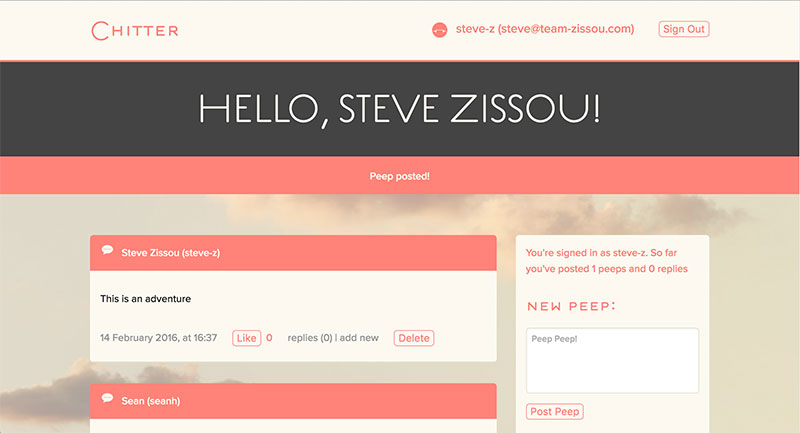 CHITTER
steve-z (steve@team-zissou.com)
Sign Out
HELLO, STEVE ZISSOU!
Peep posted!
Steve Zissou (steve-z)
This is an adventure
14 February 2016, at 16:37 Like 0 replies (0) | add new Delete
Sean (seanh)
You're signed in as steve-z. So far
you've posted 1 peeps and 0 replies
NEW PEEP:
Peep Peep!
Post Peep